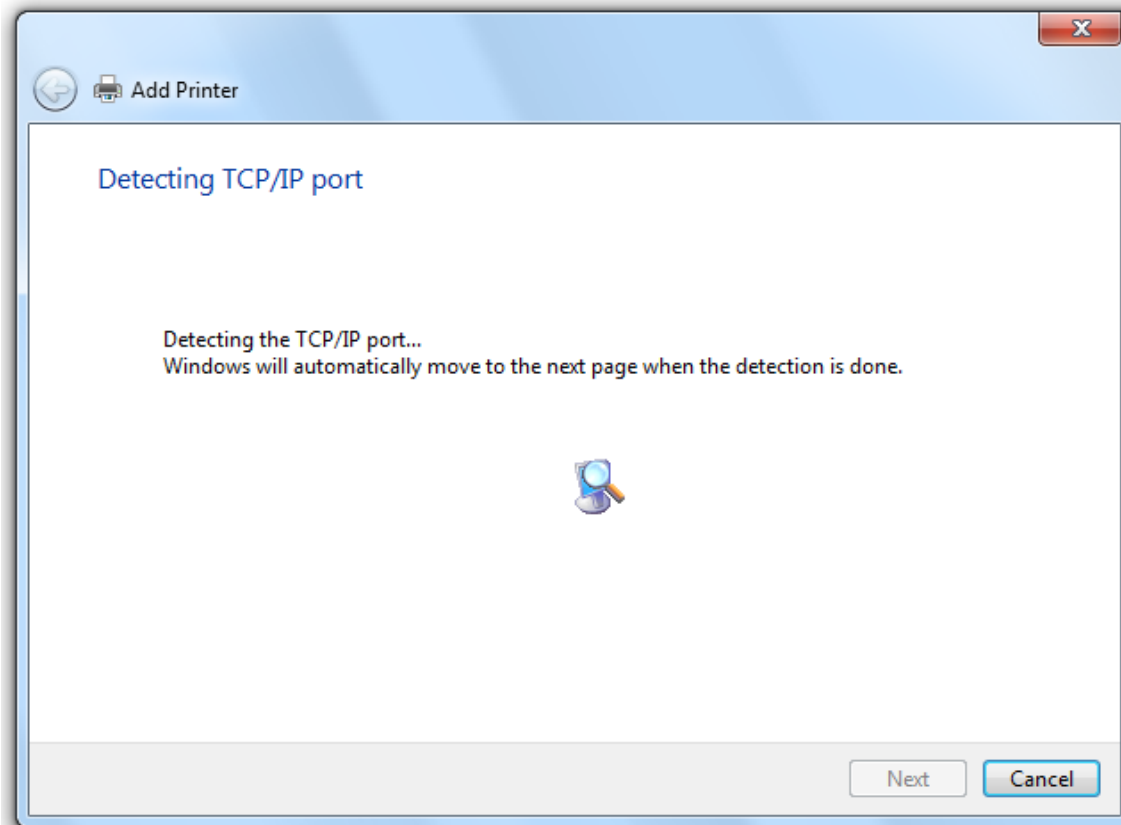 Add Printer
Detecting TCP/IP port
Detecting the TCP/IP port...
Windows will automatically move to the next page when the detection is done.
Next
Cancel